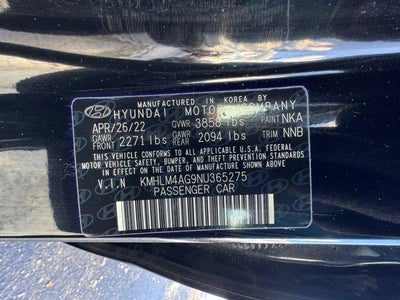 MANUFACTURED IN KOREA BY
HYUNDAI MOTOR COMPANY
APR/26/22 GVWR 3858 lbs PAINT NKA
GAWR FRONT 2271 lbs GAWR REAR 2094 lbs TRIM NNB
THIS VEHICLE CONFORMS TO ALL APPLICABLE FEDERAL
MOTOR VEHICLE SAFETY, BUMPER, AND THEFT PREVENTION STANDARDS
IN EFFECT ON THE DATE OF MANUFACTURE SHOWN ABOVE
V.I.N KMHLM4AG9NU365275
PASSENGER CAR